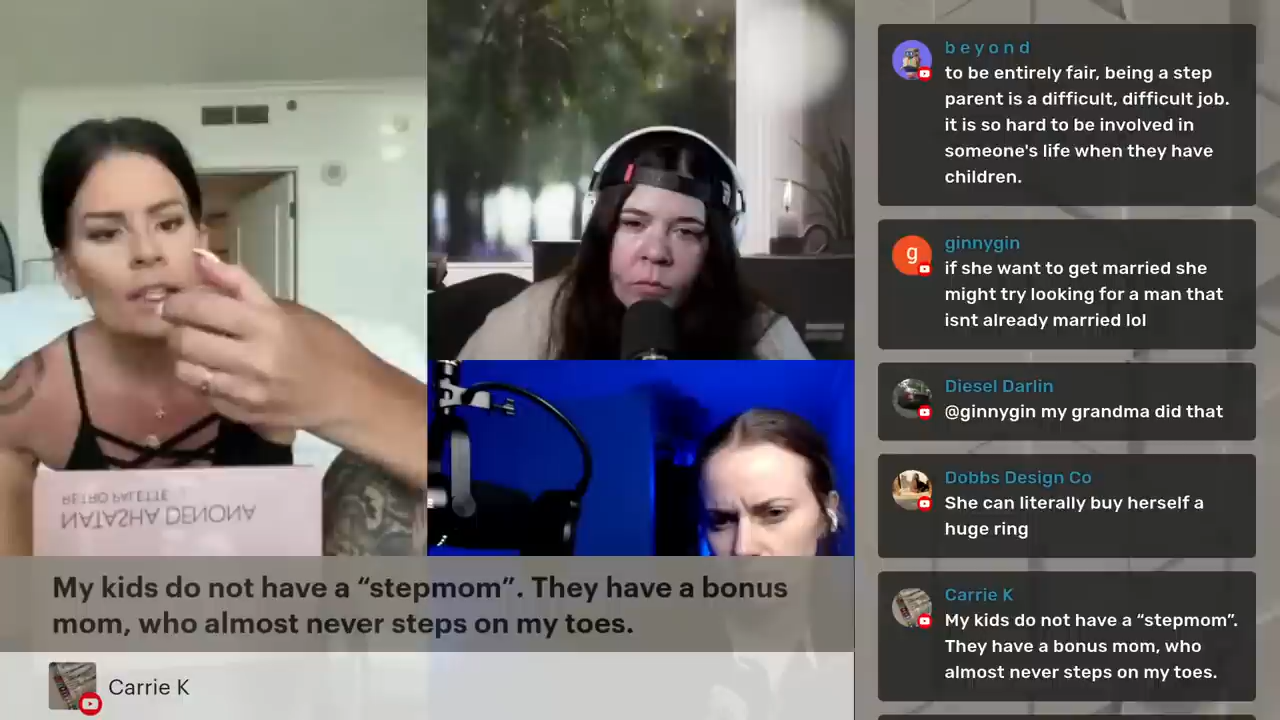 RETRO PALETTE
NATASHA DENONA
My kids do not have a “stepmom”. They have a bonus
mom, who almost never steps on my toes.
Carrie K
b e y o n d
to be entirely fair, being a step
parent is a difficult, difficult job.
it is so hard to be involved in
someone's life when they have
children.
g
ginnygin
if she want to get married she
might try looking for a man that
isnt already married lol
Diesel Darlin
@ginnygin my grandma did that
Dobbs Design Co
She can literally buy herself a
huge ring
Carrie K
My kids do not have a “stepmom”.
They have a bonus mom, who
almost never steps on my toes.